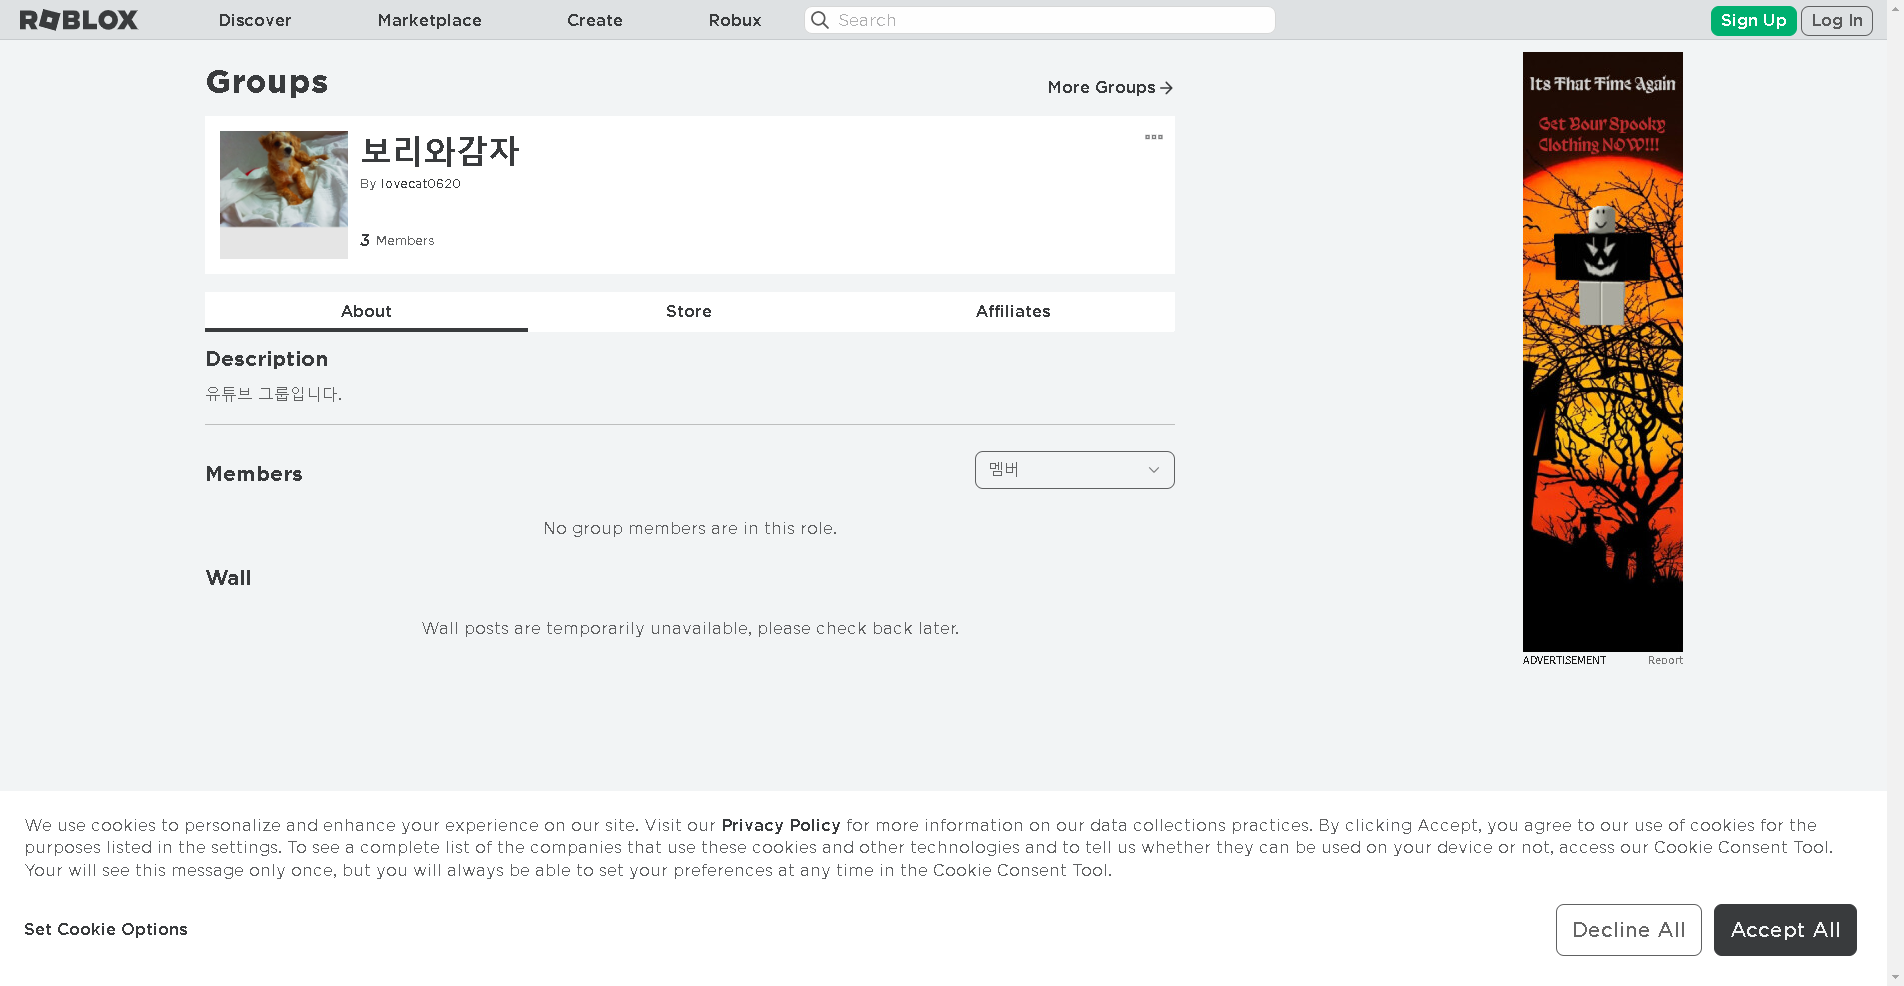 ROBLOX
Discover
Marketplace
Create
Robux
Search
Sign Up
Log In
Groups
More Groups
보리와감자
By lovecat0620
3 Members
About
Store
Affiliates
Description
유튜브 그룹입니다.
Members
멤버
No group members are in this role.
Wall
Wall posts are temporarily unavailable, please check back later.
Its That Time Again
Get Your Spooky
Clothing NOW!!!
ADVERTISEMENT
Report
We use cookies to personalize and enhance your experience on our site. Visit our Privacy Policy for more information on our data collections practices. By clicking Accept, you agree to our use of cookies for the
purposes listed in the settings. To see a complete list of the companies that use these cookies and other technologies and to tell us whether they can be used on your device or not, access our Cookie Consent Tool.
Your will see this message only once, but you will always be able to set your preferences at any time in the Cookie Consent Tool.
Set Cookie Options
Decline All
Accept All